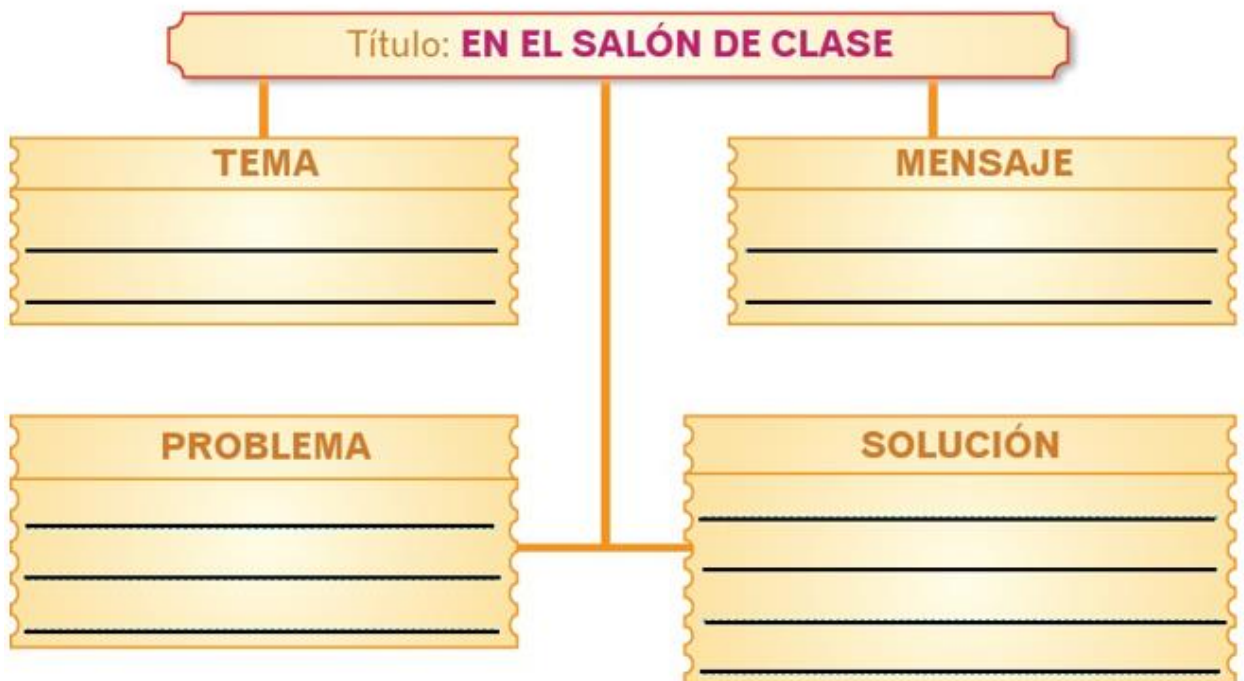 Título: EN EL SALÓN DE CLASE
TEMA
MENSAJE
PROBLEMA
SOLUCIÓN